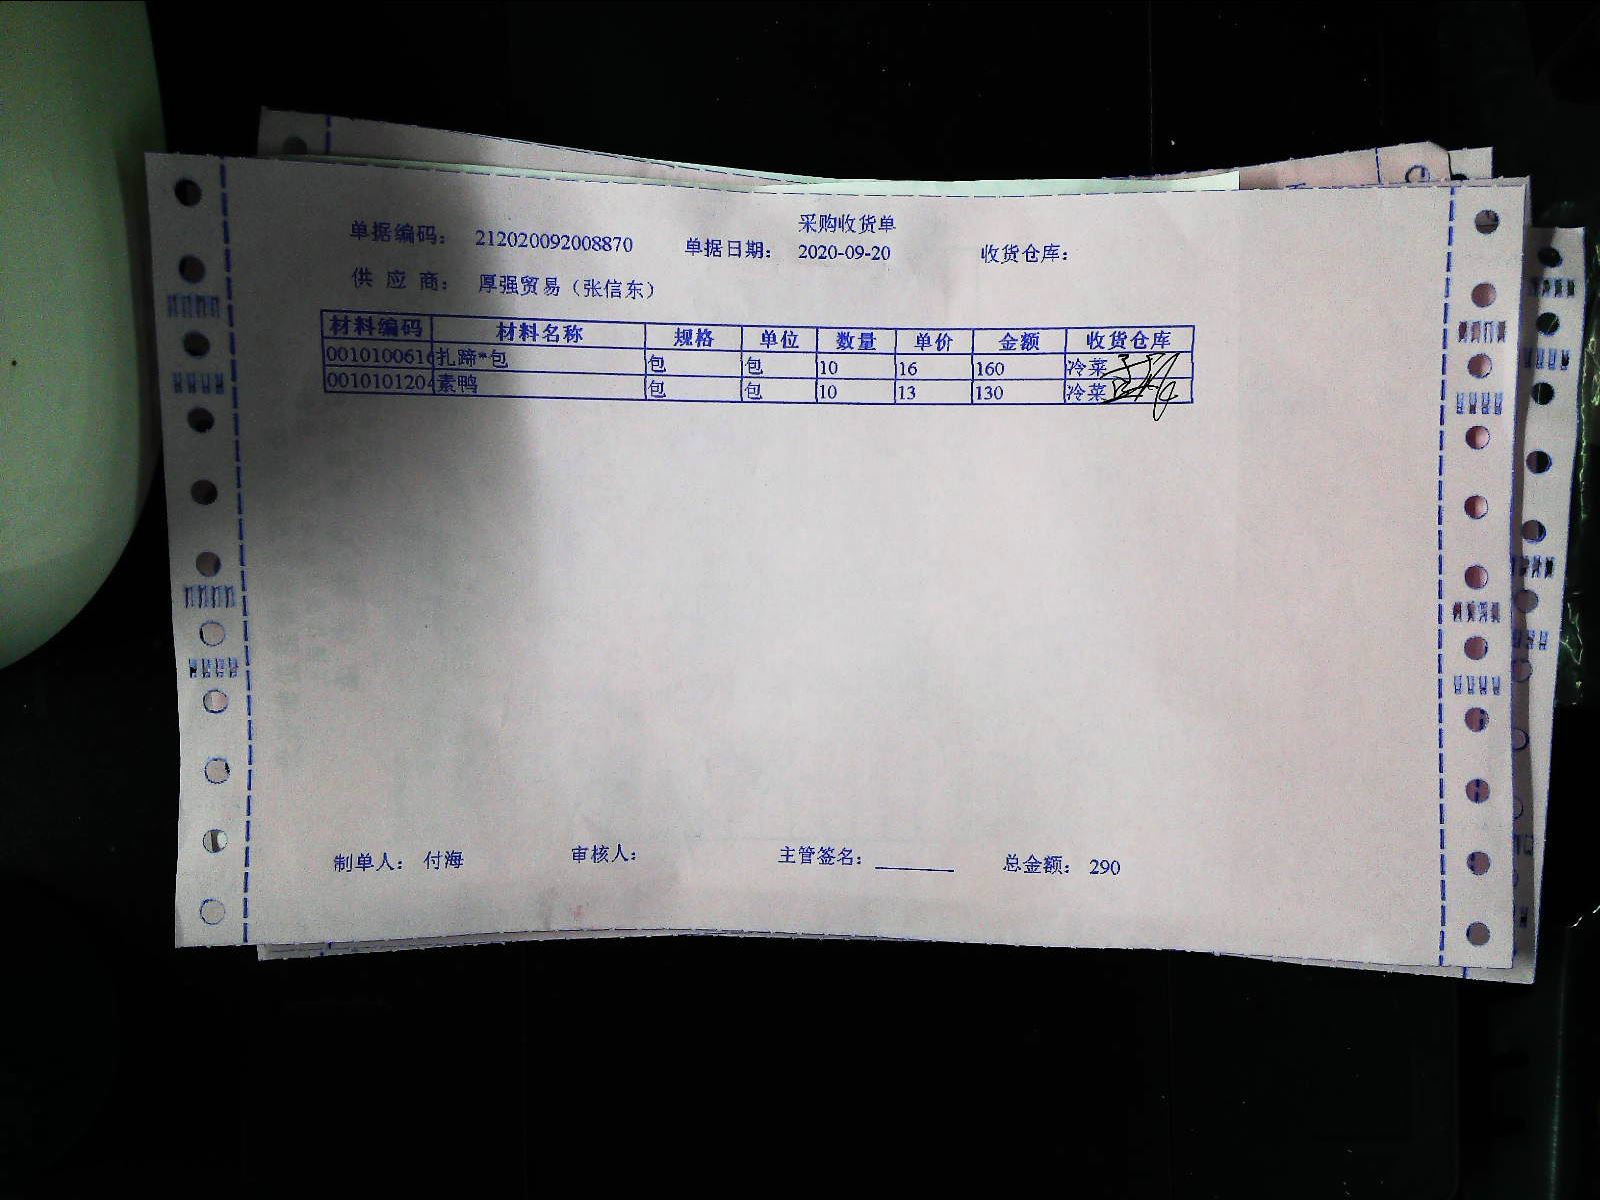 采购收货单
单据编码： 212020092008870 单据日期： 2020-09-20 收货仓库：
供 应 商： 厚强贸易（张信东）
材料编码 材料名称 规格 单位 数量 单价 金额 收货仓库
0010100616 扎蹄*包 包 包 10 16 160 冷菜
0010101204 素鸭 包 包 10 13 130 冷菜
制单人： 付海 审核人： 主管签名： 总金额： 290